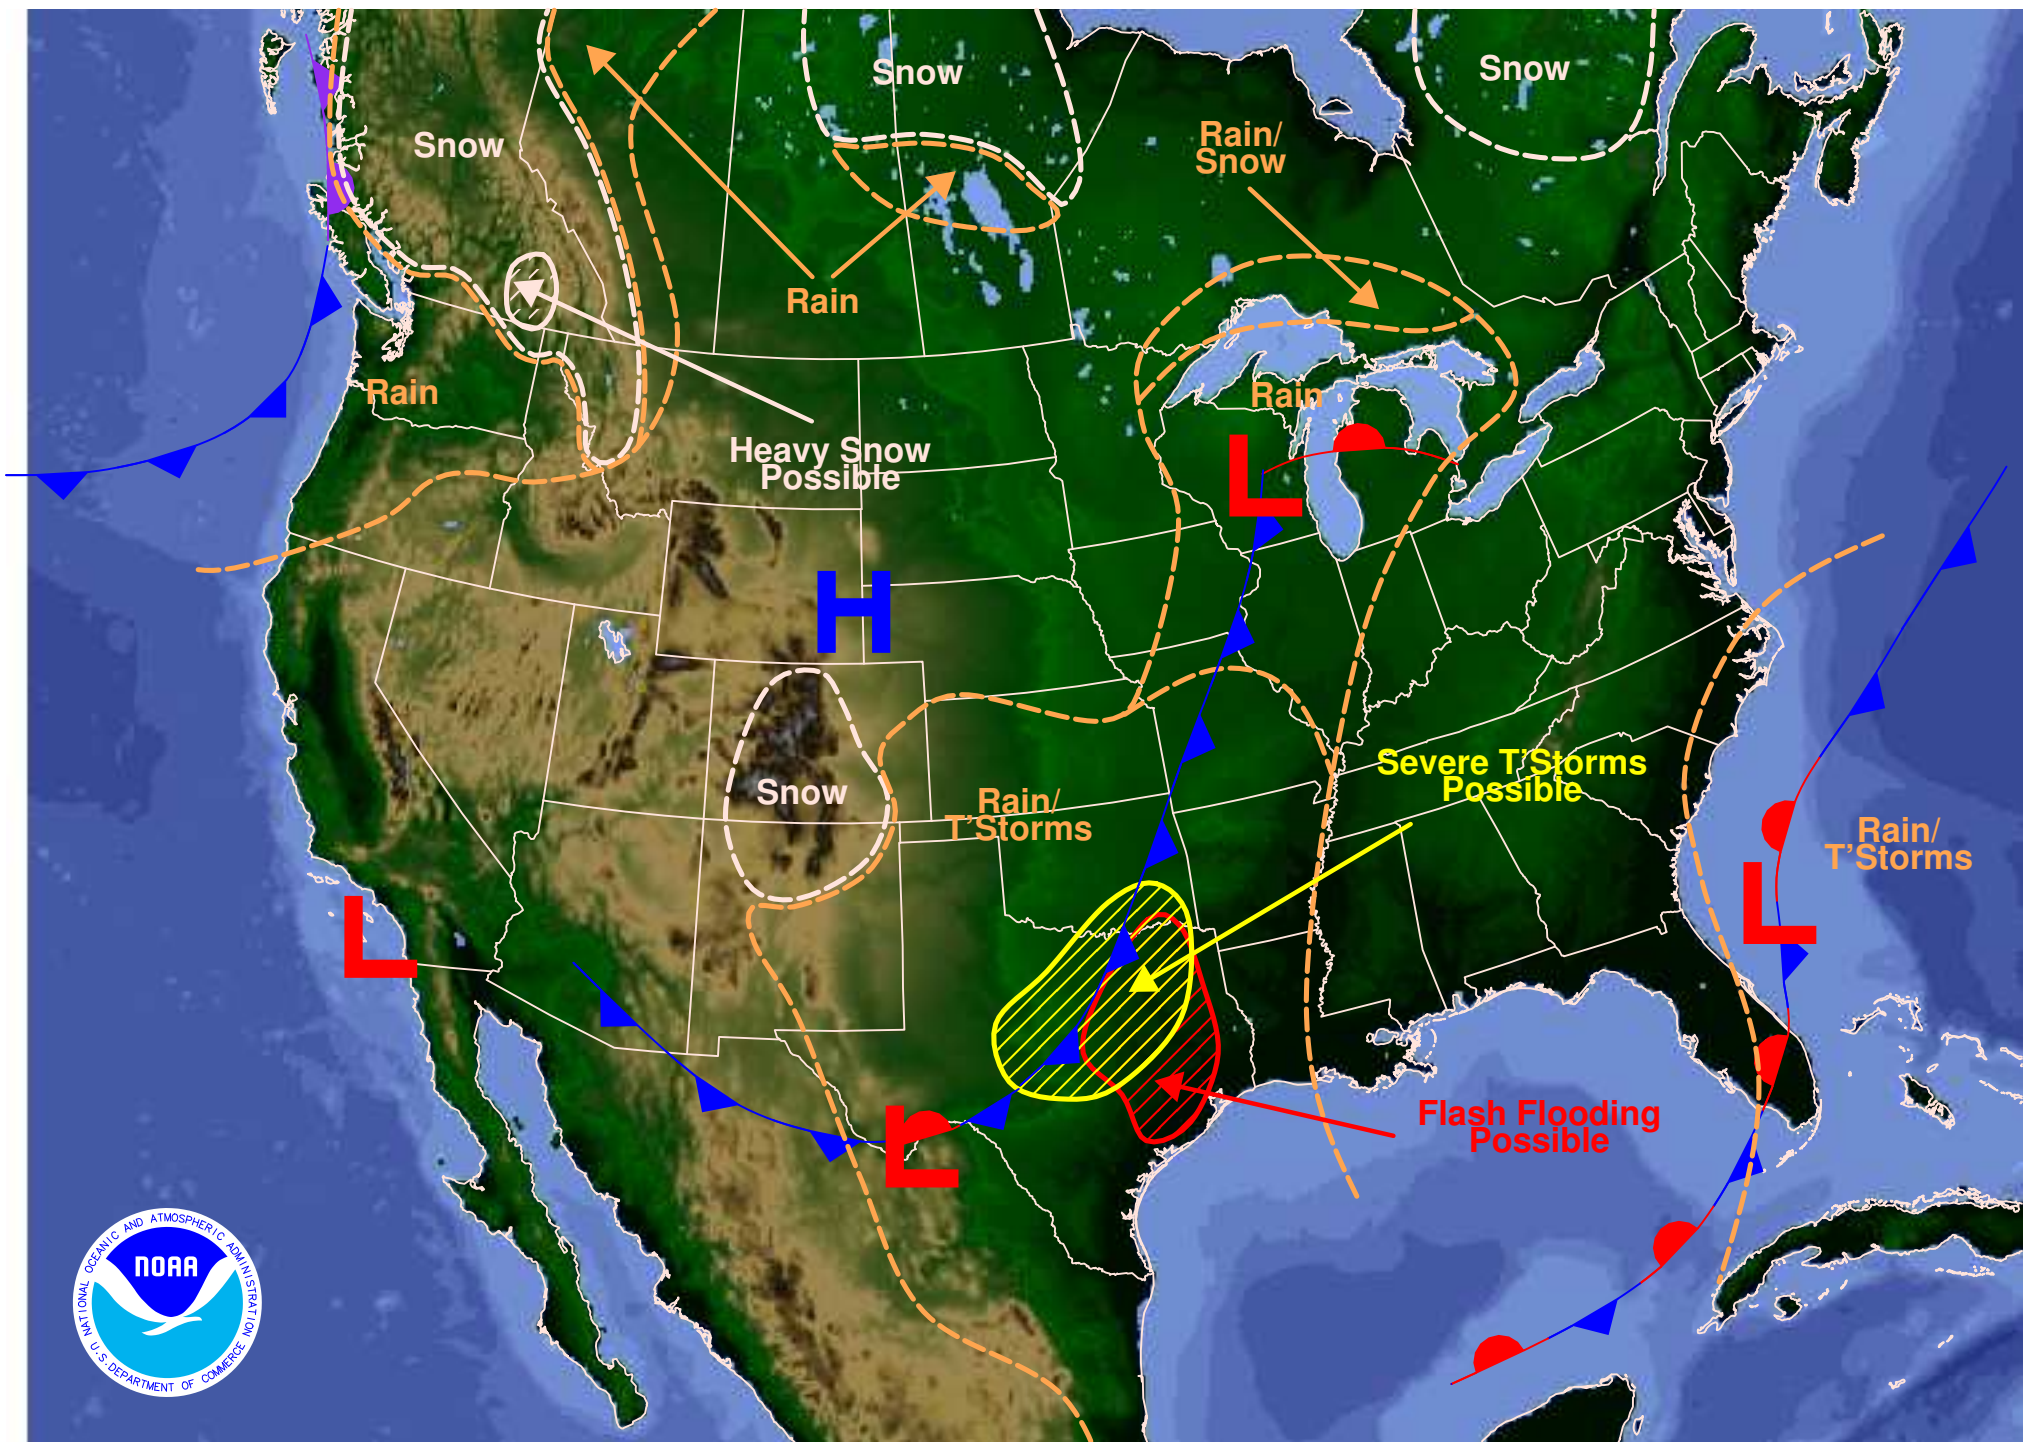 Snow
Snow
Snow
Rain/
Snow
Rain
Rain
Rain
Heavy Snow
Possible
H
L
Snow
Rain/
T'Storms
Severe T'Storms
Possible
Rain/
T'Storms
L
L
L
Flash Flooding
Possible
NATIONAL OCEANIC AND ATMOSPHERIC ADMINISTRATION
NOAA
U.S. DEPARTMENT OF COMMERCE